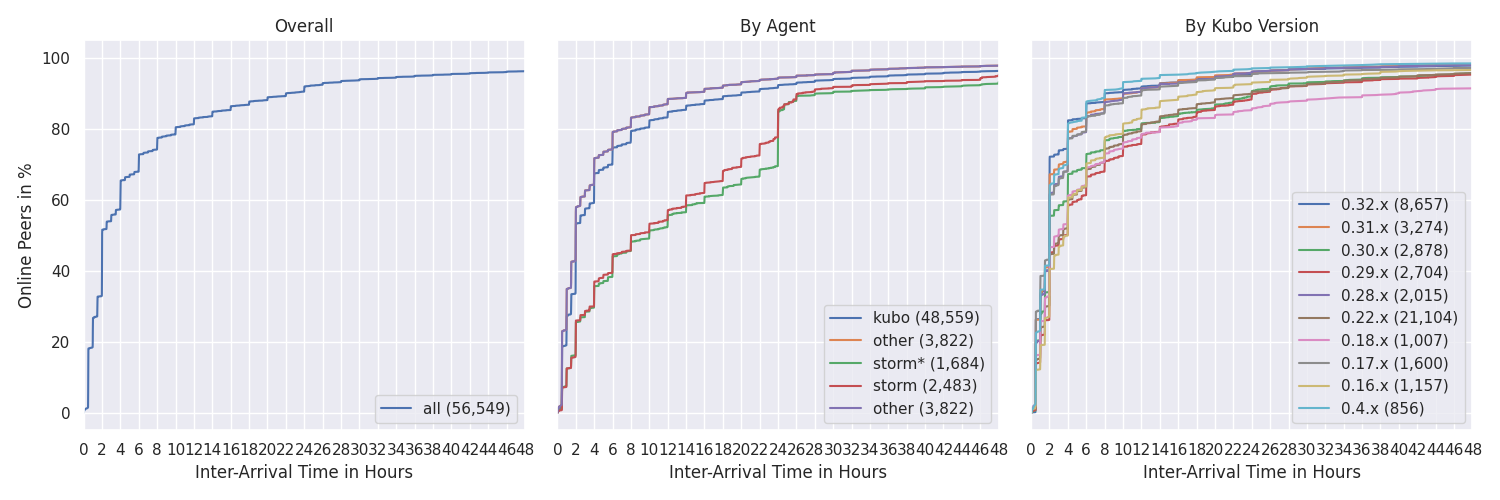 Overall
By Agent
By Kubo Version
Online Peers in %
100
80
60
40
20
0
all (56,549)
kubo (48,559)
other (3,822)
storm* (1,684)
storm (2,483)
other (3,822)
0.32.x (8,657)
0.31.x (3,274)
0.30.x (2,878)
0.29.x (2,704)
0.28.x (2,015)
0.22.x (21,104)
0.18.x (1,007)
0.17.x (1,600)
0.16.x (1,157)
0.4.x (856)
0 2 4 6 8 10 12 14 16 18 20 22 24 26 28 30 32 34 36 38 40 42 44 46 48
0 2 4 6 8 10 12 14 16 18 20 22 24 26 28 30 32 34 36 38 40 42 44 46 48
0 2 4 6 8 10 12 14 16 18 20 22 24 26 28 30 32 34 36 38 40 42 44 46 48
Inter-Arrival Time in Hours
Inter-Arrival Time in Hours
Inter-Arrival Time in Hours